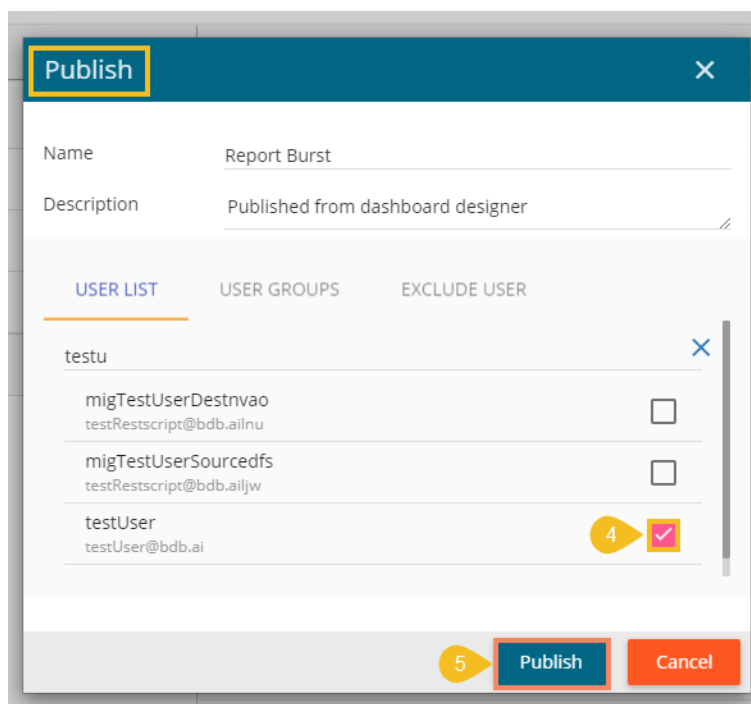 Publish
Name
Report Burst
Description
Published from dashboard designer
USER LIST USER GROUPS EXCLUDE USER
testu
migTestUserDestnvao
testRestscript@bdb.ailnu
migTestUserSourcedfs
testRestscript@bdb.ailjw
testUser
testUser@bdb.ai
4
5
Publish Cancel